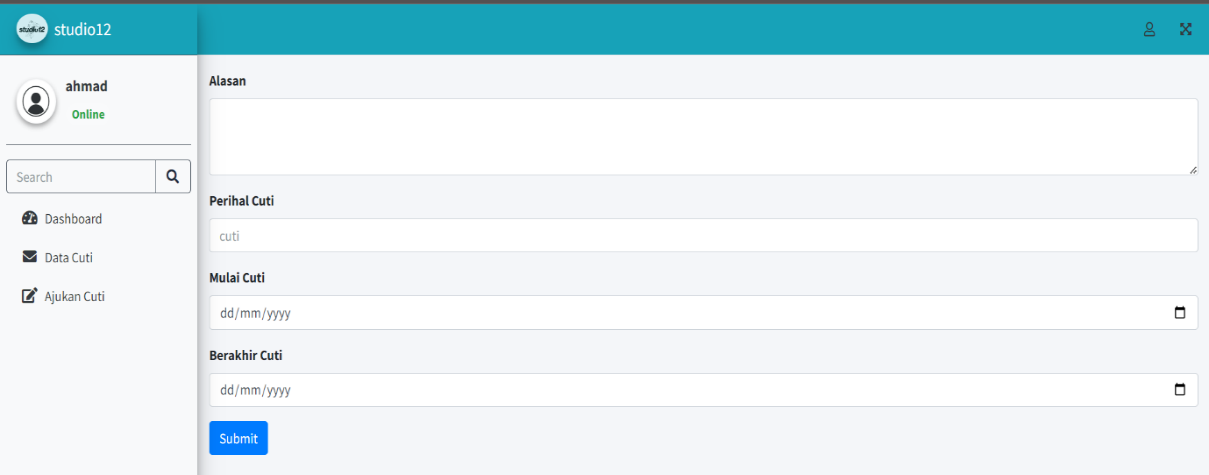 studio12
studio12
ahmad
Online
Search
Dashboard
Data Cuti
Ajukan Cuti
Alasan
Perihal Cuti
cuti
Mulai Cuti
dd/mm/yyyy
Berakhir Cuti
dd/mm/yyyy
Submit